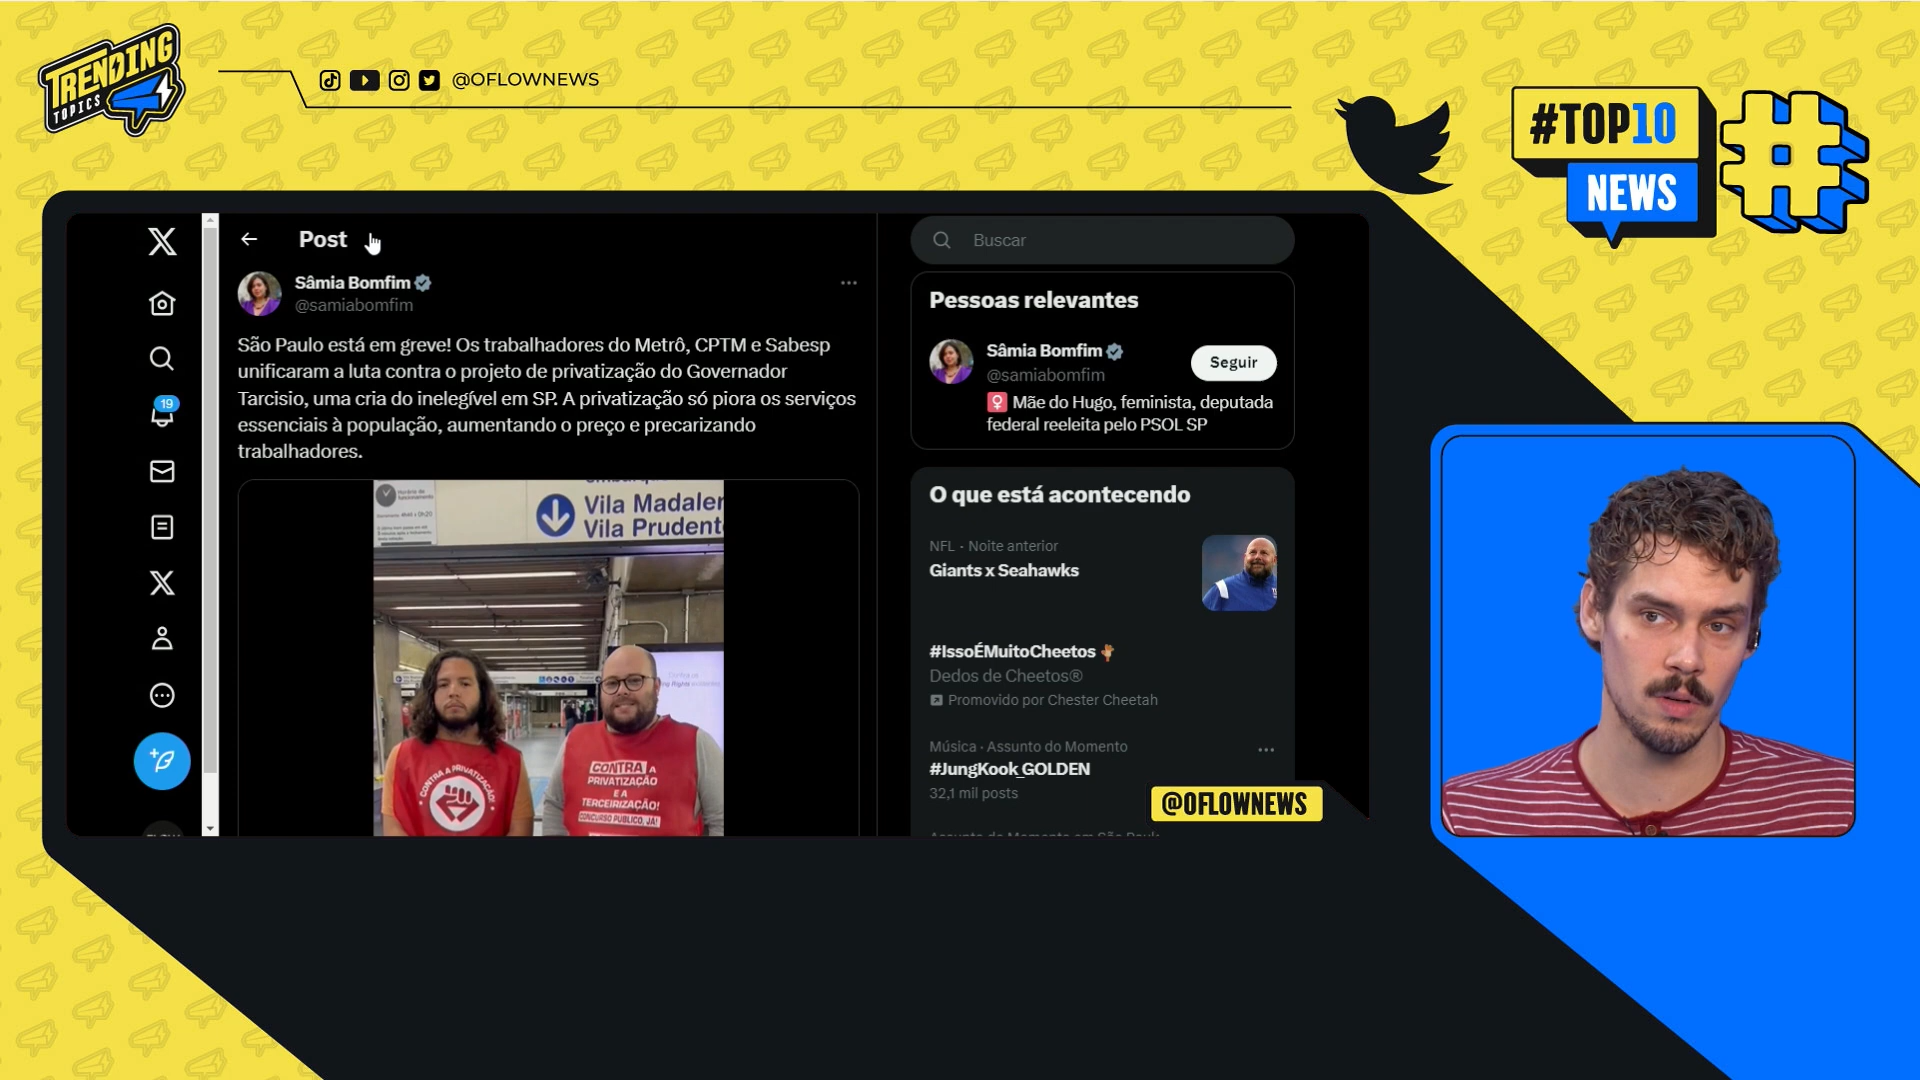 TRENDING
TOPICS
@OFLOWNEWS
#TOP10
NEWS
Post
Sâmia Bomfim
@samiabomfim
São Paulo está em greve! Os trabalhadores do Metrô, CPTM e Sabesp
unificaram a luta contra o projeto de privatização do Governador
Tarcisio, uma cria do inelegível em SP. A privatização só piora os serviços
essenciais à população, aumentando o preço e precarizando
trabalhadores.
Vila Madaler
Vila Prudent
CONTRA A PRIVATIZAÇÃO!
CONTRA A
PRIVATIZAÇÃO
E A
TERCEIRIZAÇÃO!
CONCURSO PUBLICO, JÁ!
19
Buscar
Pessoas relevantes
Sâmia Bomfim
@samiabomfim
Seguir
Mãe do Hugo, feminista, deputada
federal reeleita pelo PSOL SP
O que está acontecendo
NFL · Noite anterior
Giants x Seahawks
#IssoÉMuitoCheetos
Dedos de Cheetos®
Promovido por Chester Cheetah
Música · Assunto do Momento
#JungKook_GOLDEN
32,1 mil posts
@OFLOWNEWS